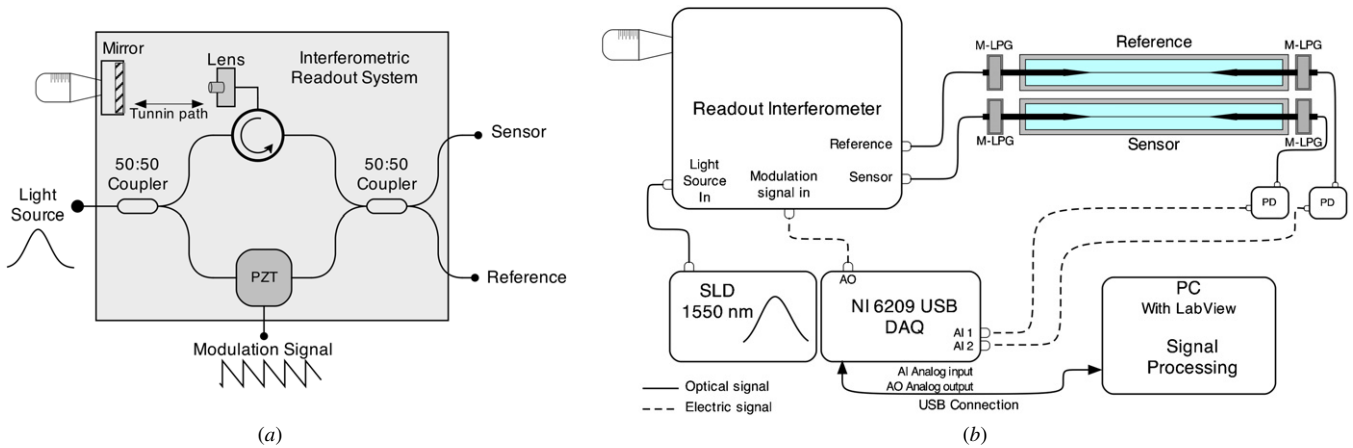 Mirror
Lens
Interferometric
Readout System
Tunnin path
Sensor
50:50
Coupler
50:50
Coupler
Light
Source
PZT
Reference
Modulation Signal
(a)
M-LPG
Reference
M-LPG
Readout Interferometer
M-LPG
Sensor
M-LPG
Reference
Light
Source
In
Modulation
signal in
Sensor
PD
PD
SLD
1550 nm
AO
NI 6209 USB
DAQ
AI 1
AI 2
PC
With LabView
Signal
Processing
AI Analog input
AO Analog output
USB Connection
Optical signal
Electric signal
(b)